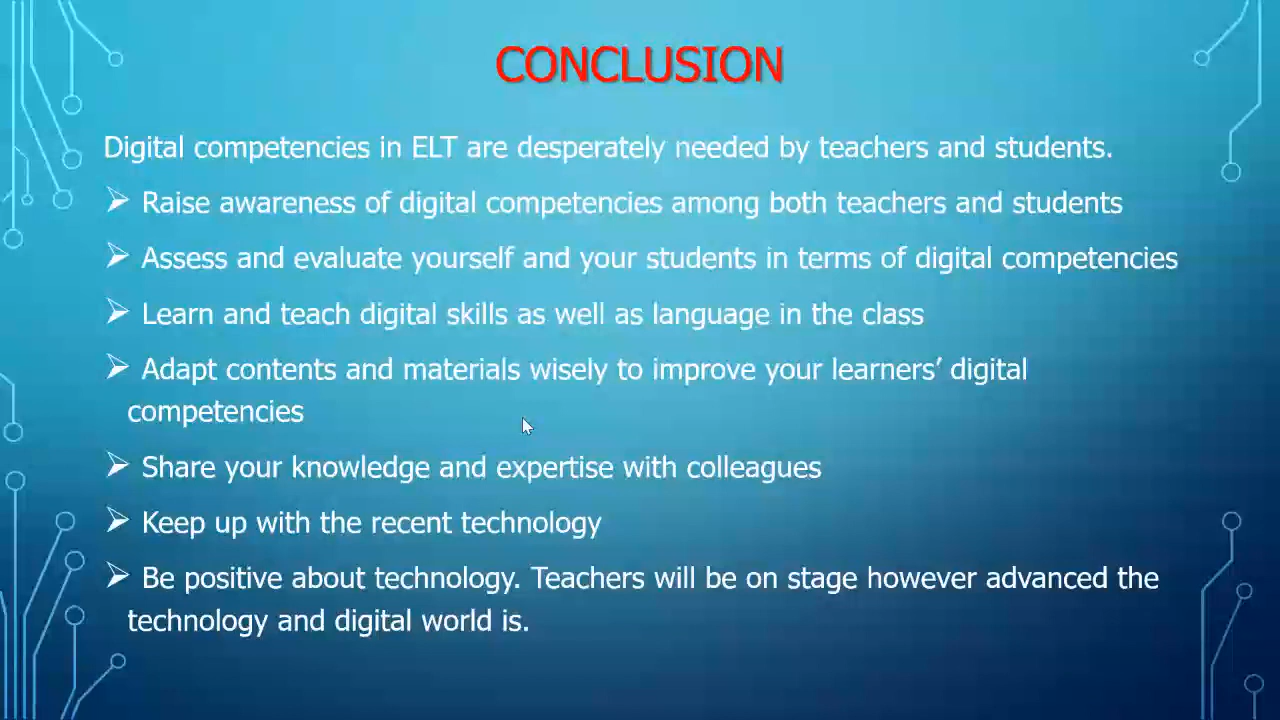 CONCLUSION
Digital competencies in ELT are desperately needed by teachers and students.
Raise awareness of digital competencies among both teachers and students
Assess and evaluate yourself and your students in terms of digital competencies
Learn and teach digital skills as well as language in the class
Adapt contents and materials wisely to improve your learners’ digital
competencies
Share your knowledge and expertise with colleagues
Keep up with the recent technology
Be positive about technology. Teachers will be on stage however advanced the
technology and digital world is.